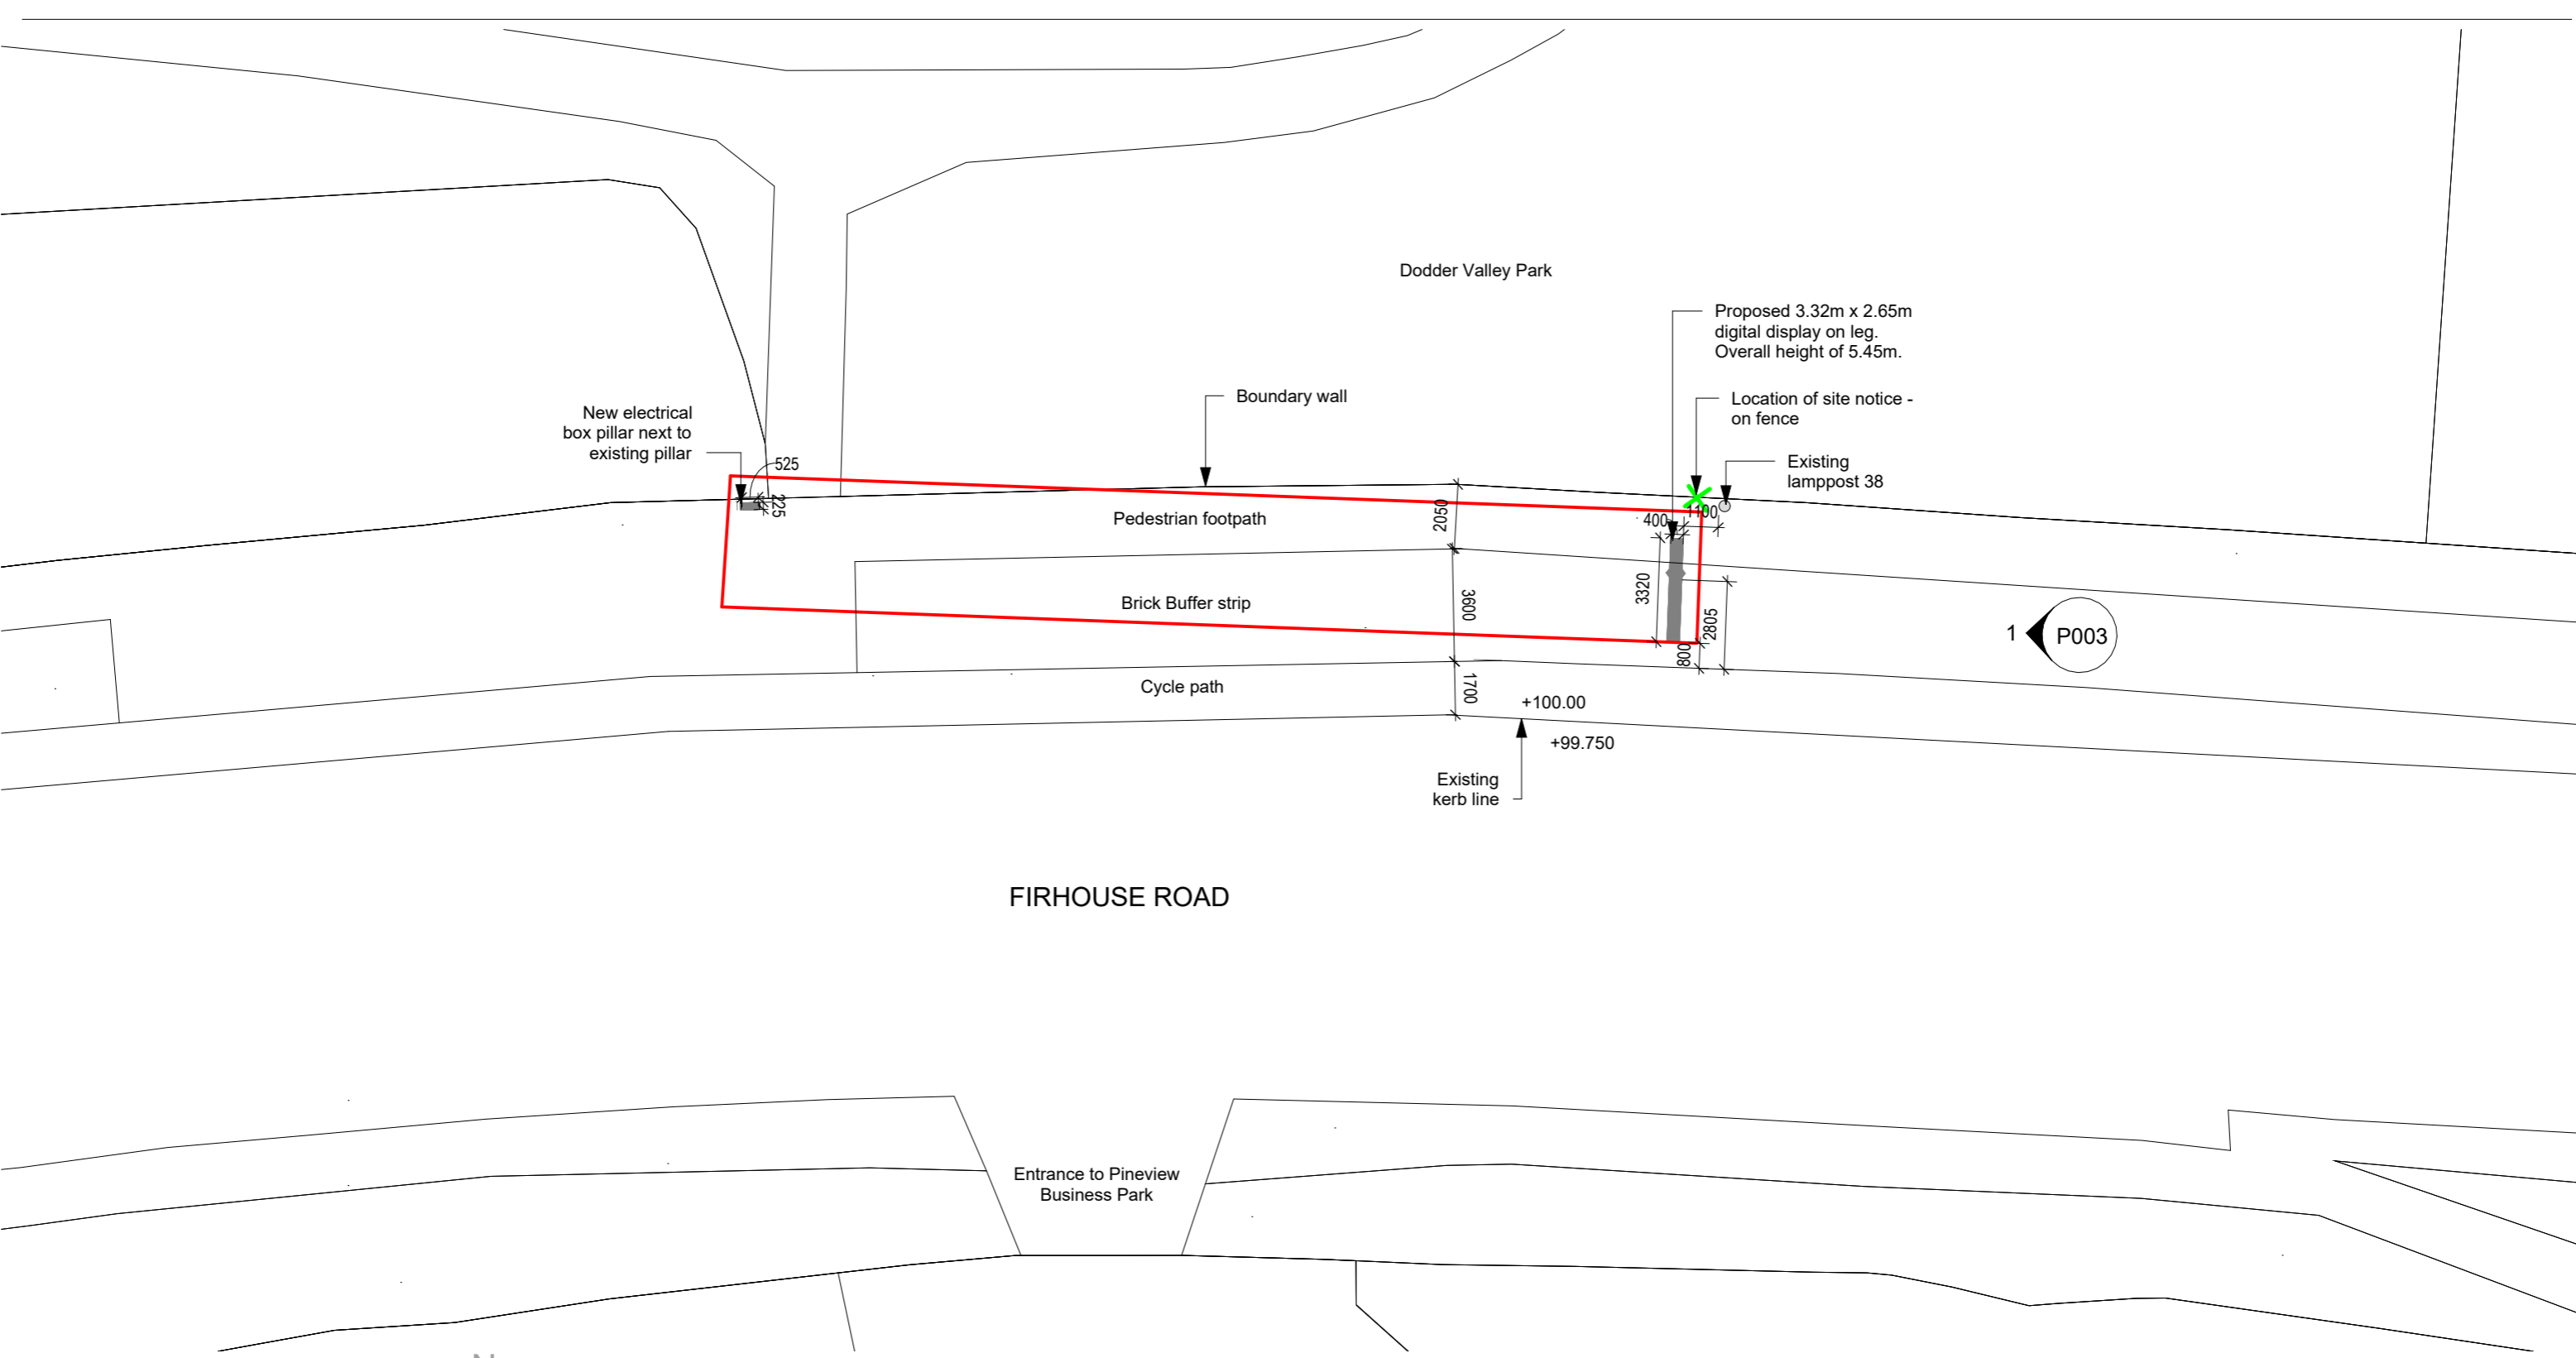 Dodder Valley Park
Proposed 3.32m x 2.65m
digital display on leg.
Overall height of 5.45m.
Boundary wall
Location of site notice -
on fence
New electrical
box pillar next to
existing pillar
Existing
lamppost 38
525
225
Pedestrian footpath
2050
400
1100
3320
Brick Buffer strip
3600
2805
800
1
P003
Cycle path
1700
+100.00
+99.750
Existing
kerb line
FIRHOUSE ROAD
Entrance to Pineview
Business Park